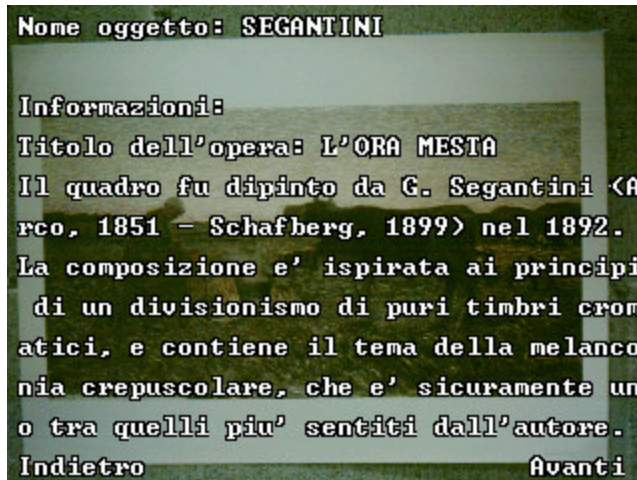 Nome oggetto: SEGANTINI
Informazioni:
Titolo dell'opera: L'ORA MESTA
Il quadro fu dipinto da G. Segantini <A
rco, 1851 - Schafberg, 1899> nel 1892.
La composizione e' ispirata ai principi
di un divisionismo di puri timbri crom
atici, e contiene il tema della melanco
nia crepuscolare, che e' sicuramente un
o tra quelli piu' sentiti dall'autore.
Indietro Avanti